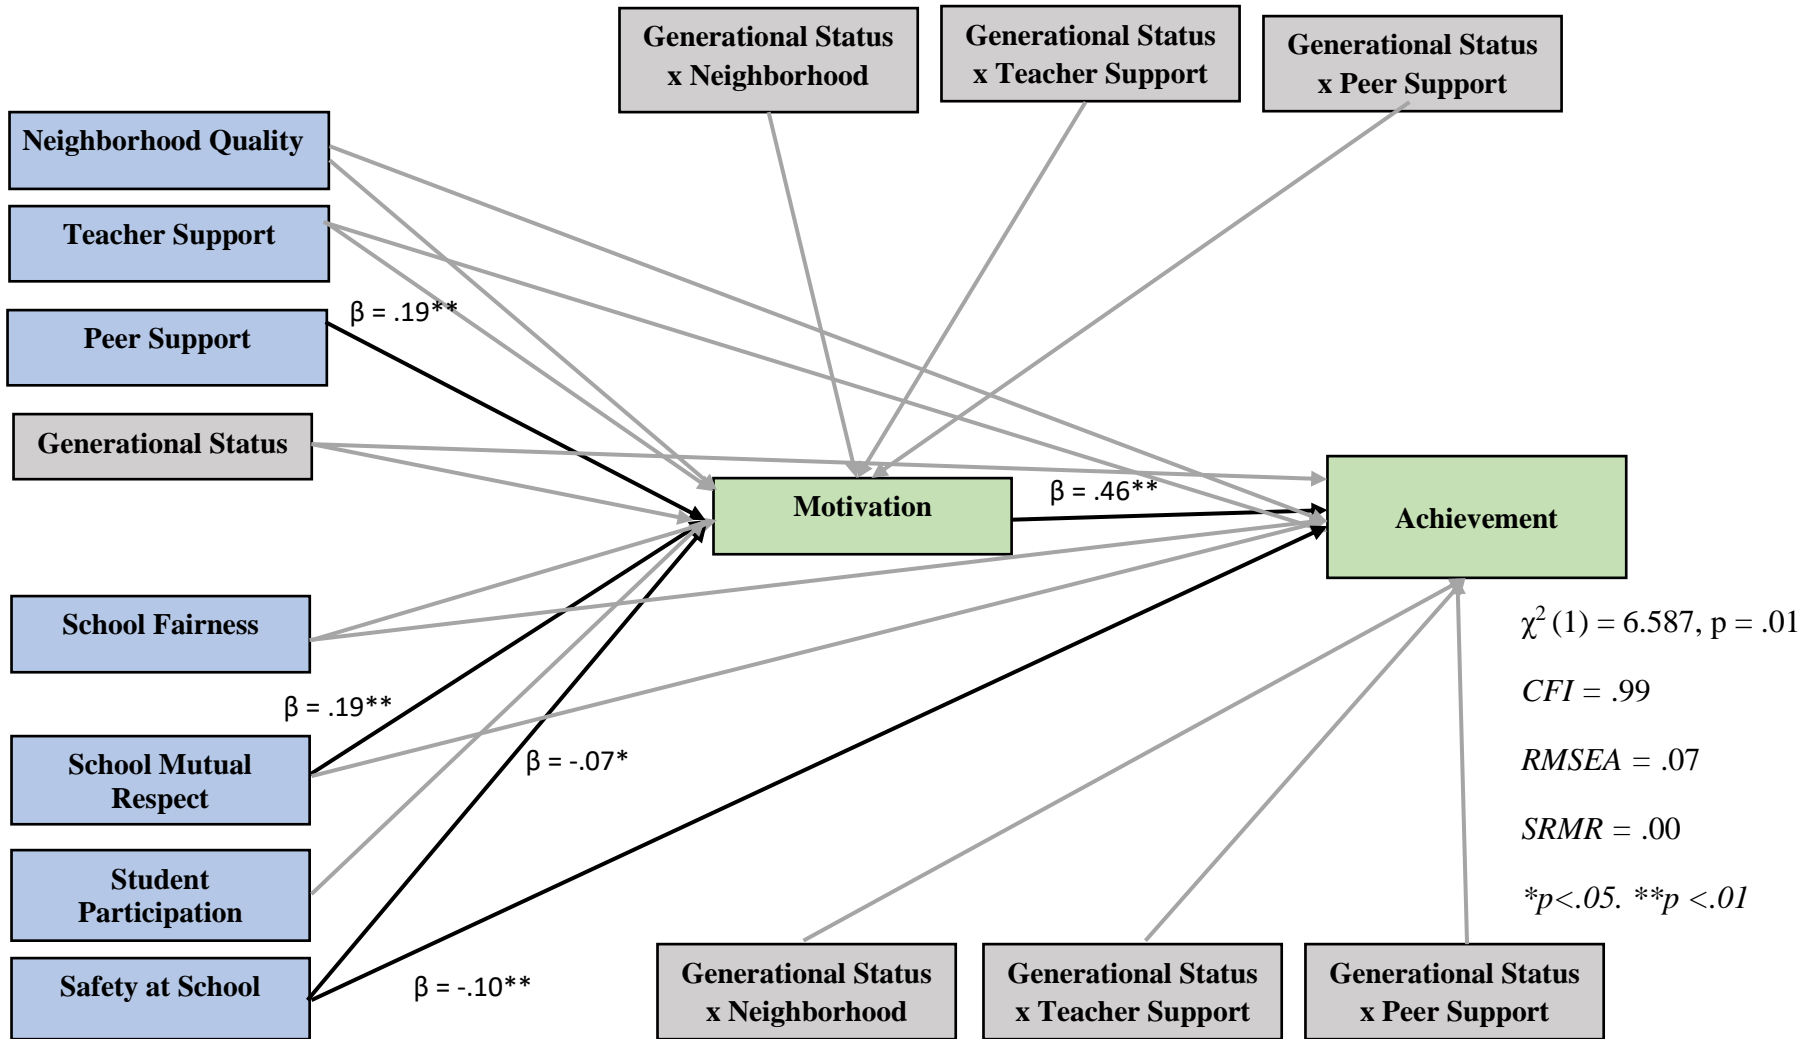 Generational Status
x Neighborhood
Generational Status
x Teacher Support
Generational Status
x Peer Support
Neighborhood Quality
Teacher Support
β = .19**
Peer Support
Generational Status
Motivation
β = .46**
Achievement
School Fairness
β = .19**
School Mutual
Respect
β = -.07*
Student
Participation
Safety at School
β = -.10**
χ² (1) = 6.587, p = .01
CFI = .99
RMSEA = .07
SRMR = .00
*p<.05. **p <.01
Generational Status
x Neighborhood
Generational Status
x Teacher Support
Generational Status
x Peer Support